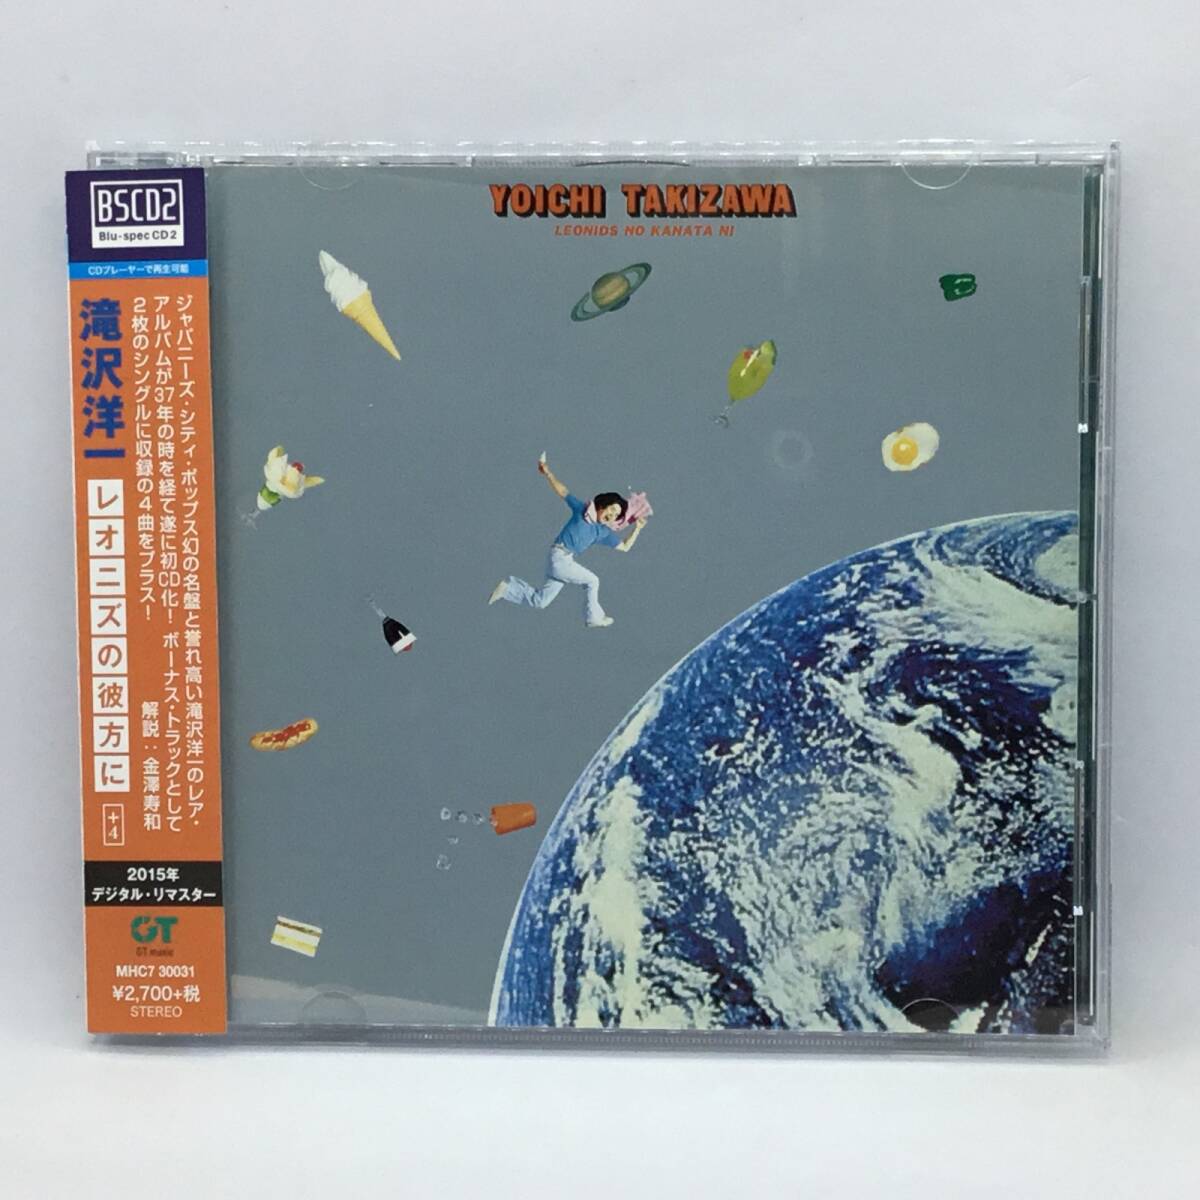 BSCD2
Blu-spec CD 2
CDプレーヤーで再生可能
滝沢洋一
レオニズの彼方に
+4
ジャパニーズ・シティ・ポップス幻の名盤と誉れ高い滝沢洋一のレア・
アルバムが37年の時を経て遂に初CD化!ボーナス・トラックとして
2枚のシングルに収録の4曲をプラス!
解説:金澤寿和
2015年
デジタル・リマスター
GT
GT music
MHC7 30031
¥2,700+税
STEREO
YOICHI TAKIZAWA
LEONIDS NO KANATA NI